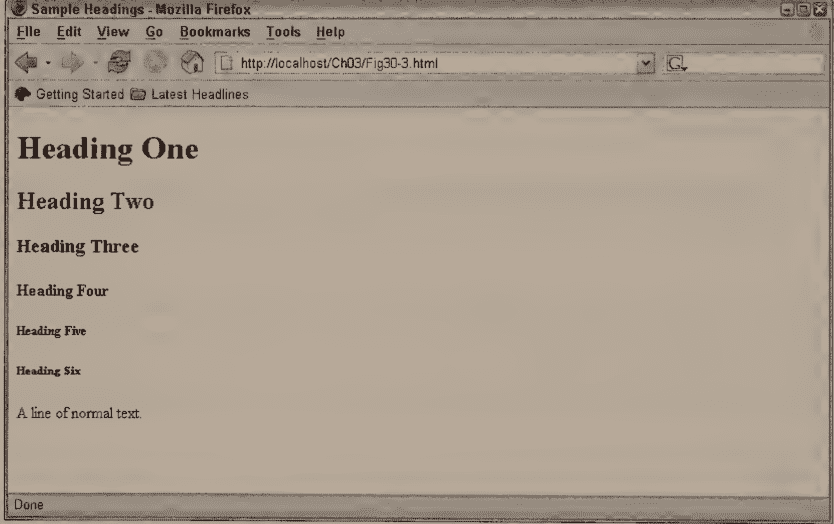 Sample Headings - Mozilla Firefox
File Edit View Go Bookmarks Tools Help
http://localhost/Ch03/Fig30-3.html G
Getting Started Latest Headlines
Heading One
Heading Two
Heading Three
Heading Four
Heading Five
Heading Six
A line of normal text.
Done